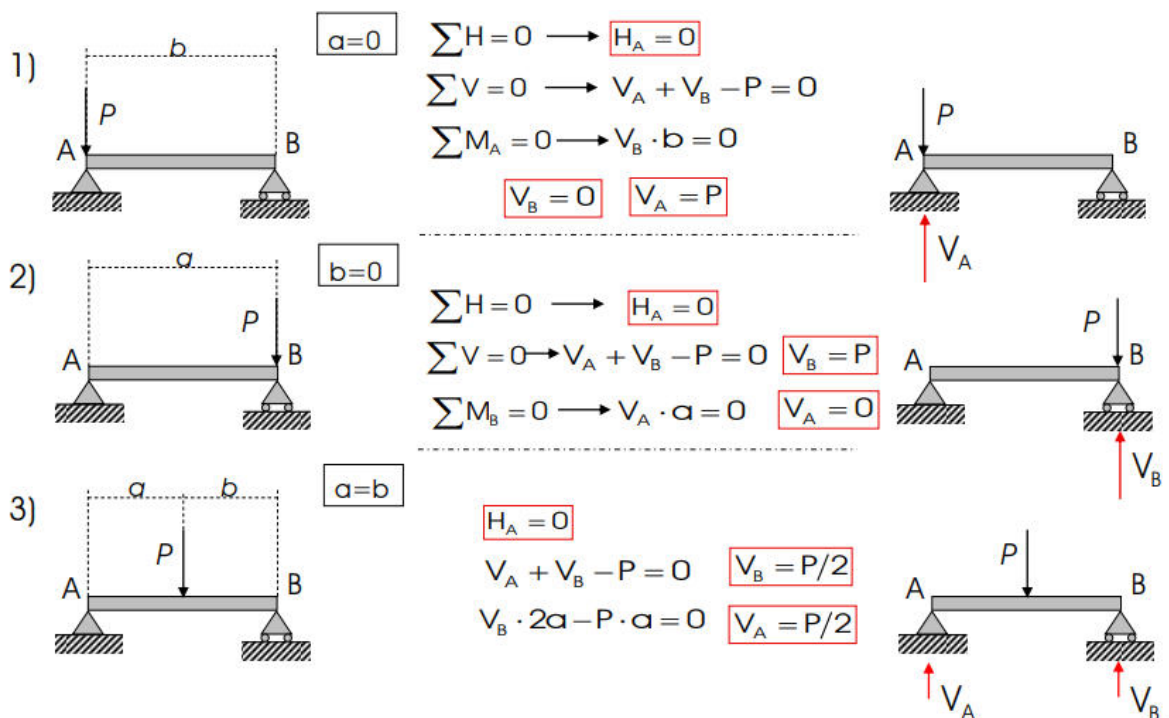 1)
b
a=0
P
A
B
∑H = 0 → H_A = 0
∑V = 0 → V_A + V_B − P = 0
∑M_A = 0 → V_B · b = 0
V_B = 0 V_A = P
P
A
B
V_A
2)
a
b=0
P
A
B
∑H = 0 → H_A = 0
∑V = 0 → V_A + V_B − P = 0 V_B = P
∑M_B = 0 → V_A · a = 0 V_A = 0
P
A
B
V_B
3)
a b
a=b
P
A
B
H_A = 0
V_A + V_B − P = 0 V_B = P/2
V_B · 2a − P · a = 0 V_A = P/2
P
A
B
V_A
V_B